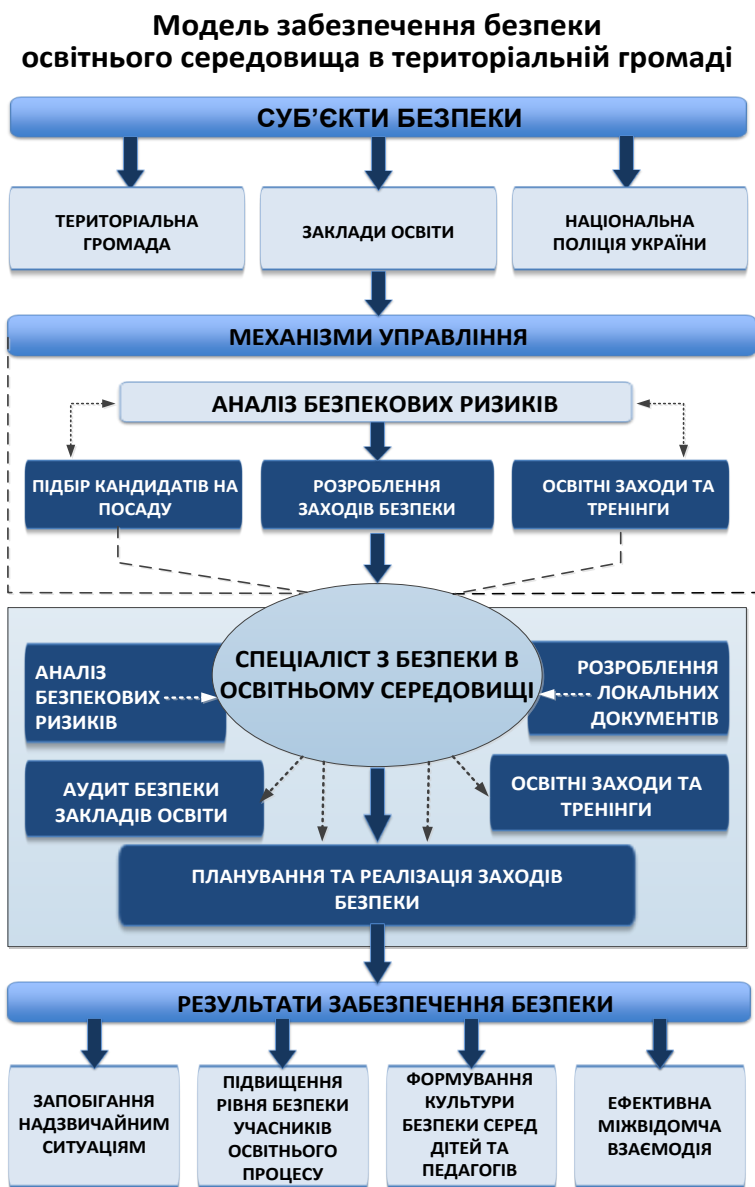 Модель забезпечення безпеки
освітнього середовища в територіальній громаді
СУБ’ЄКТИ БЕЗПЕКИ
ТЕРИТОРІАЛЬНА
ГРОМАДА
ЗАКЛАДИ ОСВІТИ
НАЦІОНАЛЬНА
ПОЛІЦІЯ УКРАЇНИ
МЕХАНІЗМИ УПРАВЛІННЯ
АНАЛІЗ БЕЗПЕКОВИХ РИЗИКІВ
ПІДБІР КАНДИДАТІВ НА
ПОСАДУ
РОЗРОБЛЕННЯ
ЗАХОДІВ БЕЗПЕКИ
ОСВІТНІ ЗАХОДИ ТА
ТРЕНІНГИ
СПЕЦІАЛІСТ З БЕЗПЕКИ В
ОСВІТНЬОМУ СЕРЕДОВИЩІ
АНАЛІЗ
БЕЗПЕКОВИХ
РИЗИКІВ
РОЗРОБЛЕННЯ
ЛОКАЛЬНИХ
ДОКУМЕНТІВ
АУДИТ БЕЗПЕКИ
ЗАКЛАДІВ ОСВІТИ
ОСВІТНІ ЗАХОДИ ТА
ТРЕНІНГИ
ПЛАНУВАННЯ ТА РЕАЛІЗАЦІЯ ЗАХОДІВ
БЕЗПЕКИ
РЕЗУЛЬТАТИ ЗАБЕЗПЕЧЕННЯ БЕЗПЕКИ
ЗАПОБІГАННЯ
НАДЗВИЧАЙНИМ
СИТУАЦІЯМ
ПІДВИЩЕННЯ
РІВНЯ БЕЗПЕКИ
УЧАСНИКІВ
ОСВІТНЬОГО
ПРОЦЕСУ
ФОРМУВАННЯ
КУЛЬТУРИ
БЕЗПЕКИ СЕРЕД
ДІТЕЙ ТА
ПЕДАГОГІВ
ЕФЕКТИВНА
МІЖВІДОМЧА
ВЗАЄМОДІЯ